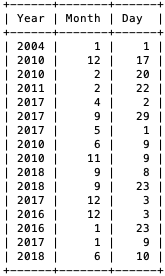 +------+-------+------+
| Year | Month | Day |
+------+-------+------+
| 2004 | 1 | 1 |
| 2010 | 12 | 17 |
| 2010 | 2 | 20 |
| 2011 | 2 | 22 |
| 2017 | 4 | 2 |
| 2017 | 9 | 29 |
| 2017 | 5 | 1 |
| 2010 | 6 | 9 |
| 2010 | 11 | 9 |
| 2018 | 9 | 8 |
| 2018 | 9 | 23 |
| 2017 | 12 | 3 |
| 2016 | 12 | 3 |
| 2016 | 1 | 23 |
| 2017 | 1 | 9 |
| 2018 | 6 | 10 |
+------+-------+------+